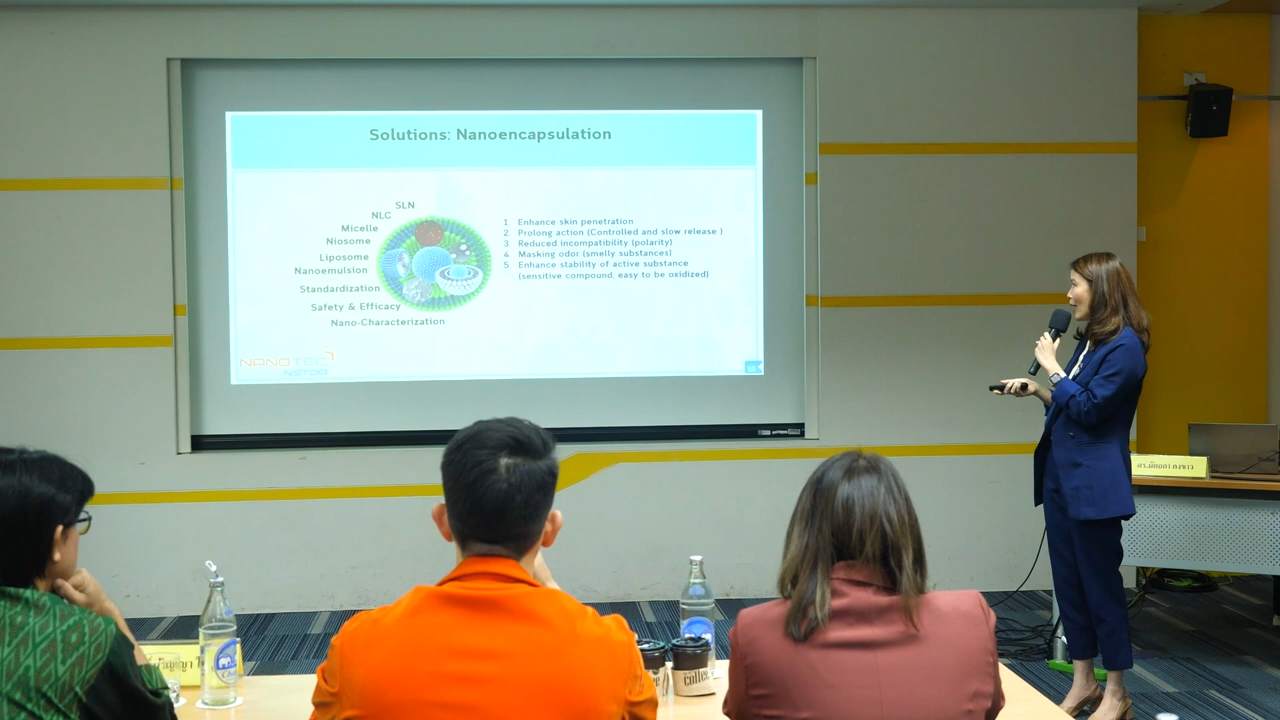 Solutions: Nanoencapsulation
SLN
NLC
Micelle
Niosome
Liposome
Nanoemulsion
Standardization
Safety & Efficacy
Nano-Characterization
1. Enhance skin penetration
2. Prolong action (Controlled and slow release )
3. Reduced incompatibility (polarity)
4. Masking odor (smelly substances)
5. Enhance stability of active substance
(sensitive compound, easy to be oxidized)
NANOTEC
NSTDA
coffee